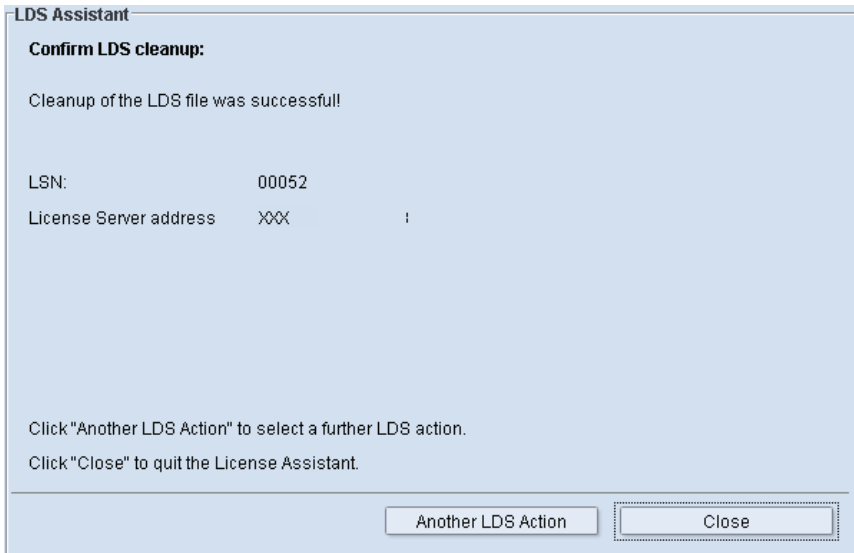 LDS Assistant
Confirm LDS cleanup:
Cleanup of the LDS file was successful!
LSN: 00052
License Server address XXX
Click "Another LDS Action" to select a further LDS action.
Click "Close" to quit the License Assistant.
Another LDS Action Close